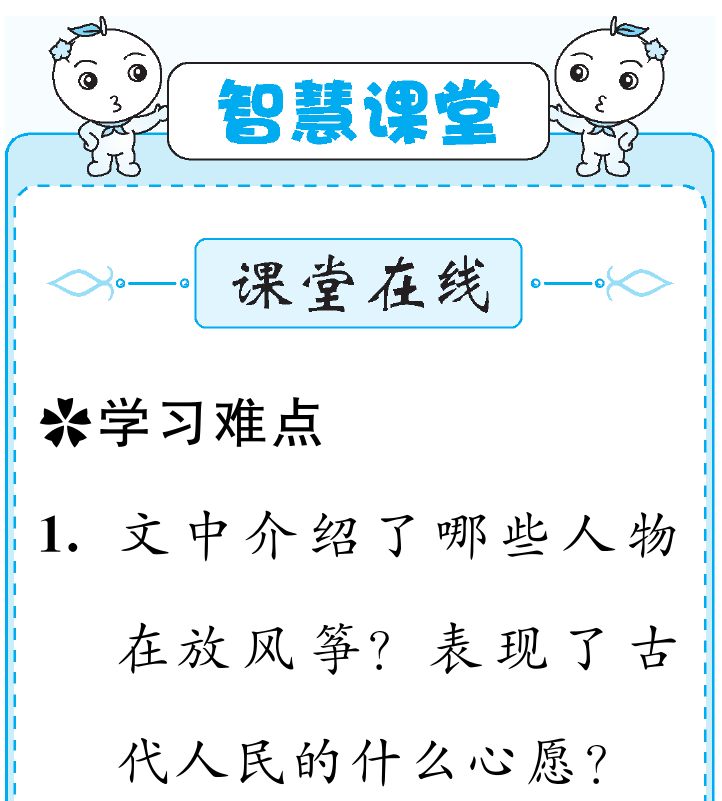 智慧课堂
课堂在线
学习难点
1. 文中介绍了哪些人物
在放风筝？表现了古
代人民的什么心愿？